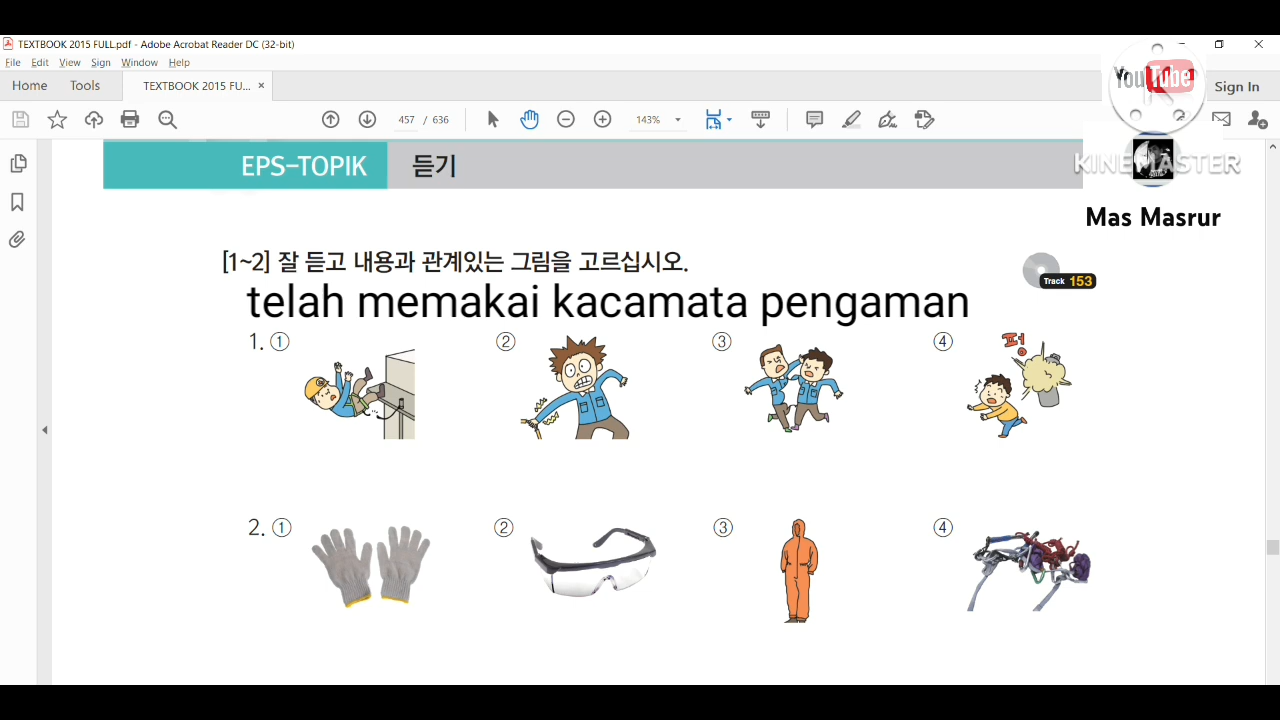 TEXTBOOK 2015 FULL.pdf - Adobe Acrobat Reader DC (32-bit)
File Edit View Sign Window Help
Home Tools TEXTBOOK 2015 FU... × Sign In
YouTube
457 / 636 143%
KINEMASTER
Mas Masrur
EPS-TOPIK 듣기
[1~2] 잘 듣고 내용과 관계있는 그림을 고르십시오.
Track 153
telah memakai kacamata pengaman
1. ① ② ③ ④
펑
2. ① ② ③ ④